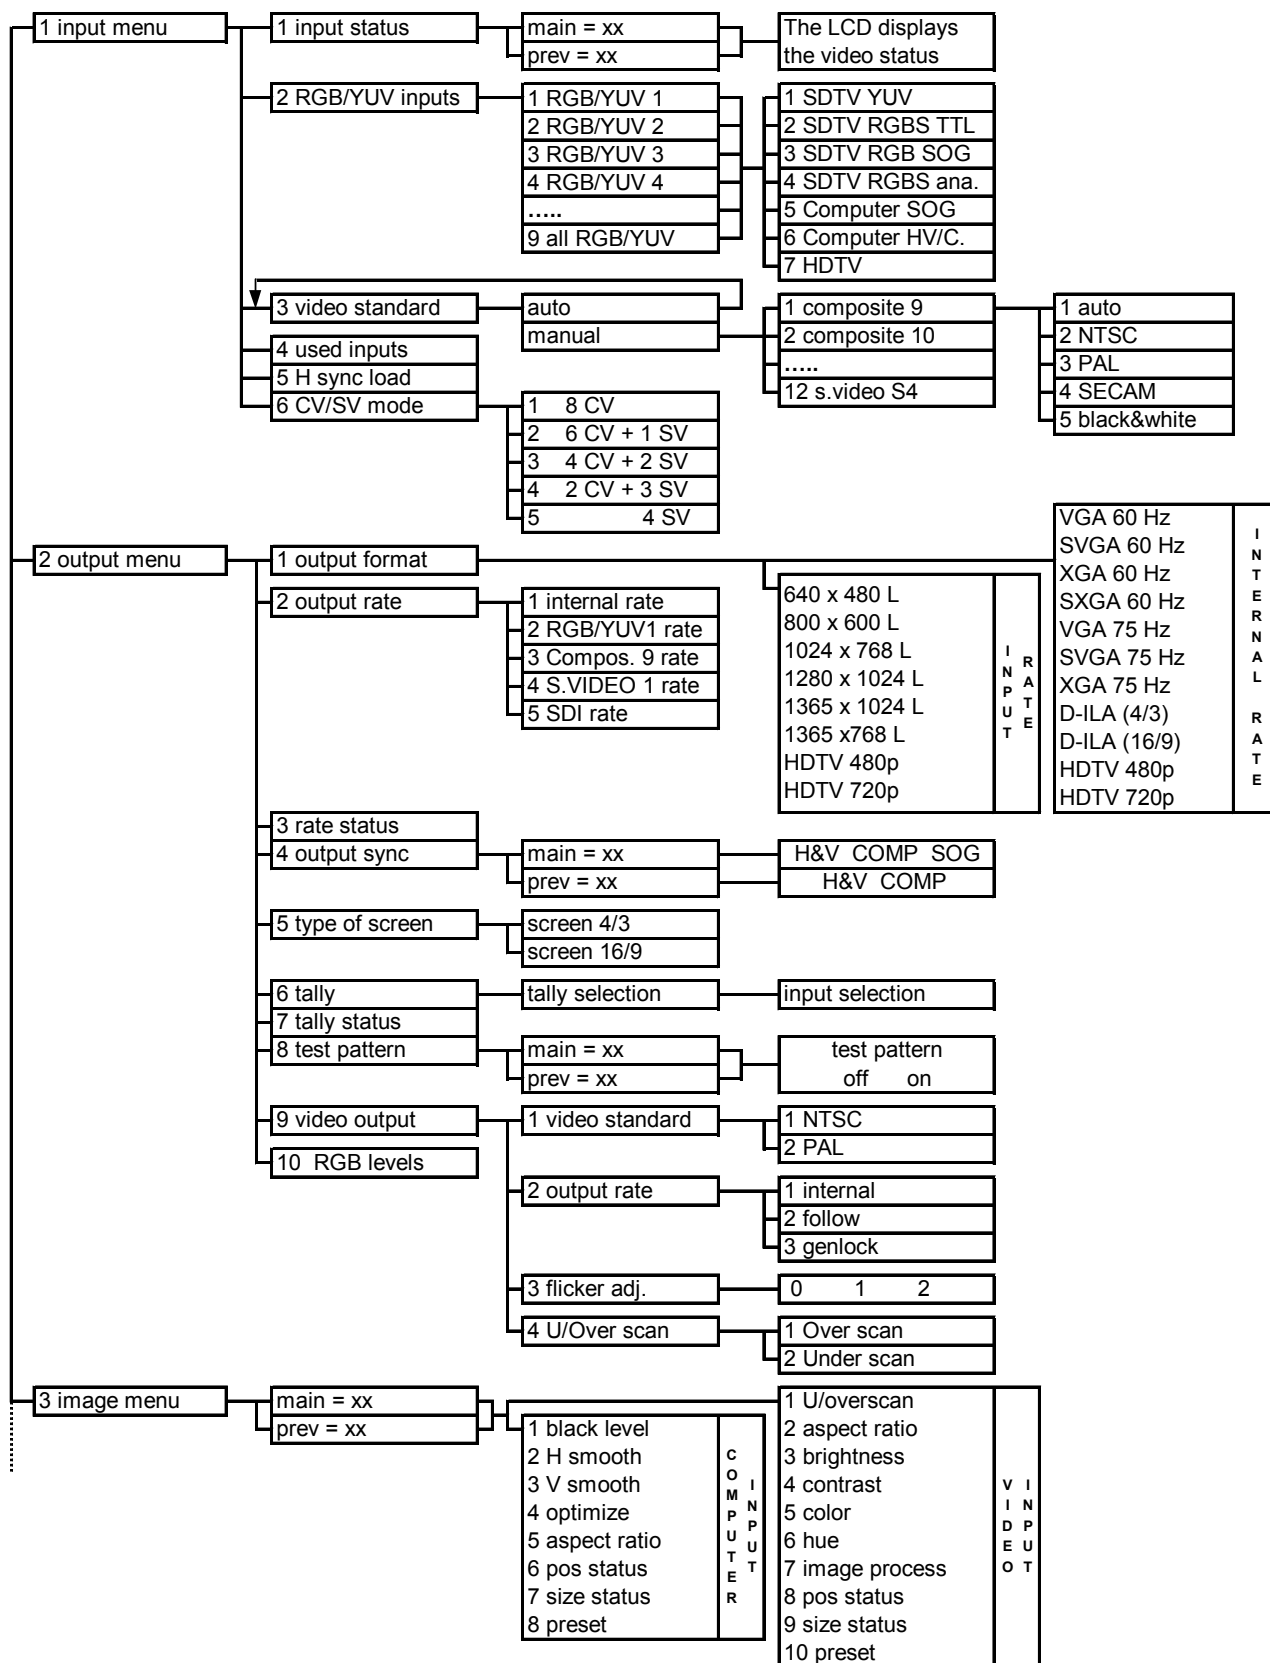 1 input menu
1 input status
main = xx
prev = xx
The LCD displays
the video status
2 RGB/YUV inputs
1 RGB/YUV 1
2 RGB/YUV 2
3 RGB/YUV 3
4 RGB/YUV 4
.....
9 all RGB/YUV
1 SDTV YUV
2 SDTV RGBS TTL
3 SDTV RGB SOG
4 SDTV RGBS ana.
5 Computer SOG
6 Computer HV/C.
7 HDTV
3 video standard
auto
manual
1 composite 9
2 composite 10
.....
12 s.video S4
1 auto
2 NTSC
3 PAL
4 SECAM
5 black&white
4 used inputs
5 H sync load
6 CV/SV mode
1 8 CV
2 6 CV + 1 SV
3 4 CV + 2 SV
4 2 CV + 3 SV
5 4 SV
2 output menu
1 output format
640 x 480 L
800 x 600 L
1024 x 768 L
1280 x 1024 L
1365 x 1024 L
1365 x768 L
HDTV 480p
HDTV 720p
INPUT
RATE
VGA 60 Hz
SVGA 60 Hz
XGA 60 Hz
SXGA 60 Hz
VGA 75 Hz
SVGA 75 Hz
XGA 75 Hz
D-ILA (4/3)
D-ILA (16/9)
HDTV 480p
HDTV 720p
INTERNAL RATE
2 output rate
1 internal rate
2 RGB/YUV1 rate
3 Compos. 9 rate
4 S.VIDEO 1 rate
5 SDI rate
3 rate status
4 output sync
main = xx
prev = xx
H&V COMP SOG
H&V COMP
5 type of screen
screen 4/3
screen 16/9
6 tally
tally selection
input selection
7 tally status
8 test pattern
main = xx
prev = xx
test pattern
off on
9 video output
1 video standard
1 NTSC
2 PAL
10 RGB levels
2 output rate
1 internal
2 follow
3 genlock
3 flicker adj.
0 1 2
4 U/Over scan
1 Over scan
2 Under scan
3 image menu
main = xx
prev = xx
1 black level
2 H smooth
3 V smooth
4 optimize
5 aspect ratio
6 pos status
7 size status
8 preset
COMPUTER
INPUT
1 U/overscan
2 aspect ratio
3 brightness
4 contrast
5 color
6 hue
7 image process
8 pos status
9 size status
10 preset
VIDEO
INPUT